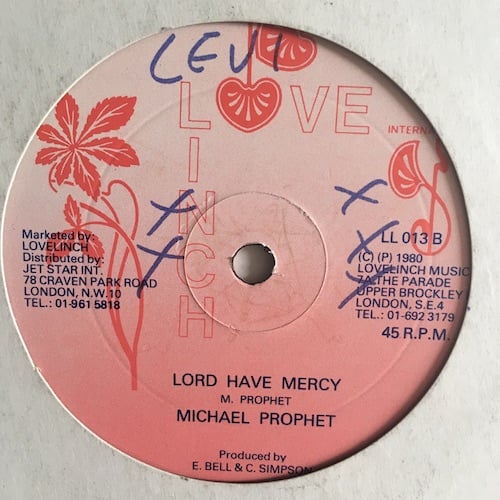 LEVI
LOVE
LINCH
INTERN
Marketed by:
LOVELINCH
Distributed by:
JET STAR INT.
78 CRAVEN PARK ROAD
LONDON, N.W.10
TEL.: 01-961 5818
LL 013 B
(C) (P) 1980
LOVELINCH MUSIC
7A THE PARADE
UPPER BROCKLEY
LONDON, S.E.4
TEL.: 01-692 3179
45 R.P.M.
LORD HAVE MERCY
M. PROPHET
MICHAEL PROPHET
Produced by
E. BELL & C. SIMPSON